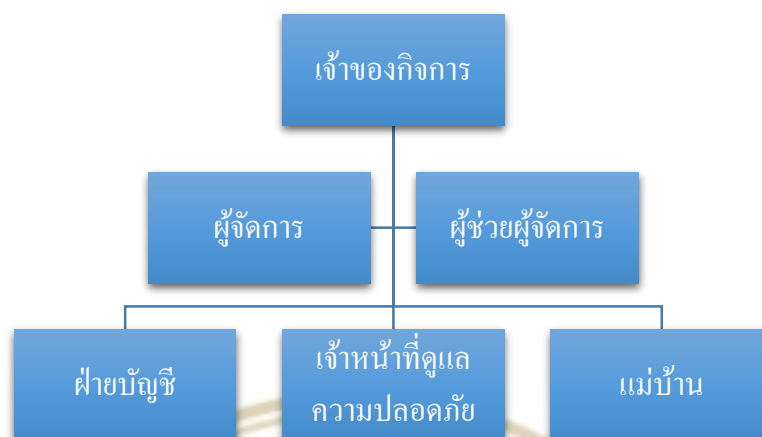 เจ้าของกิจการ
ผู้จัดการ
ผู้ช่วยผู้จัดการ
ฝ่ายบัญชี
เจ้าหน้าที่ดูแล
ความปลอดภัย
แม่บ้าน